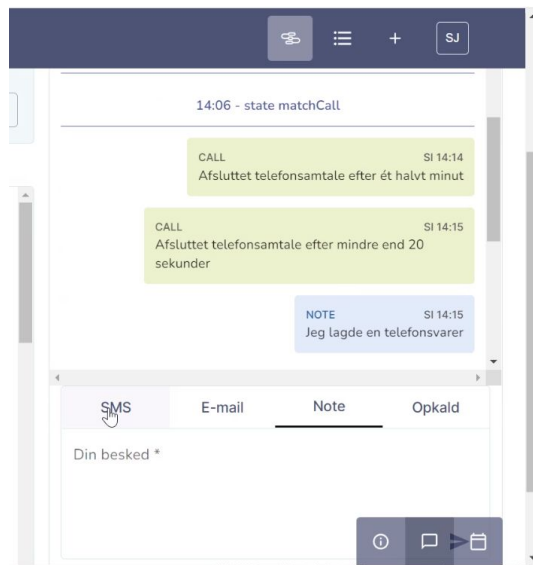 SJ
14:06 - state matchCall
CALL SI 14:14
Afsluttet telefonsamtale efter ét halvt minut
CALL SI 14:15
Afsluttet telefonsamtale efter mindre end 20
sekunder
NOTE SI 14:15
Jeg lagde en telefonsvarer
SMS E-mail Note Opkald
Din besked *